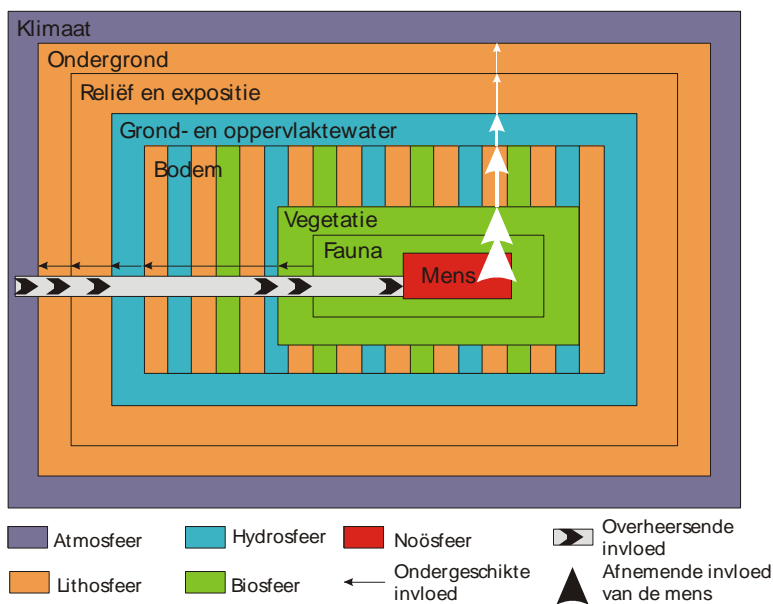 Klimaat
Ondergrond
Reliëf en expositie
Grond- en oppervlaktewater
Bodem
Vegetatie
Fauna
Mens
Atmosfeer
Hydrosfeer
Noösfeer
Overheersende
invloed
Lithosfeer
Biosfeer
Ondergeschikte
invloed
Afnemende invloed
van de mens